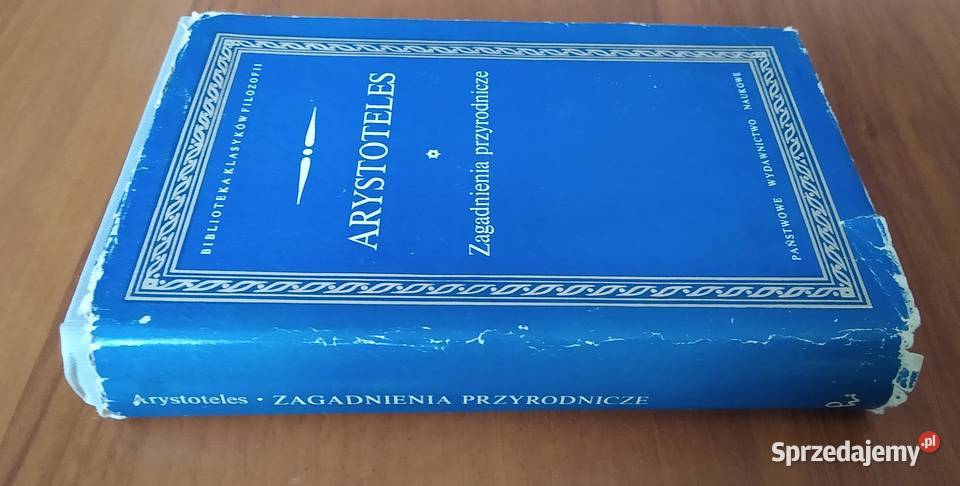 BIBLIOTEKA KLASYKÓW FILOZOFII
ARYSTOTELES
Zagadnienia przyrodnicze
PAŃSTWOWE WYDAWNICTWO NAUKOWE
Arystoteles · ZAGADNIENIA PRZYRODNICZE
Sprzedajemy.pl